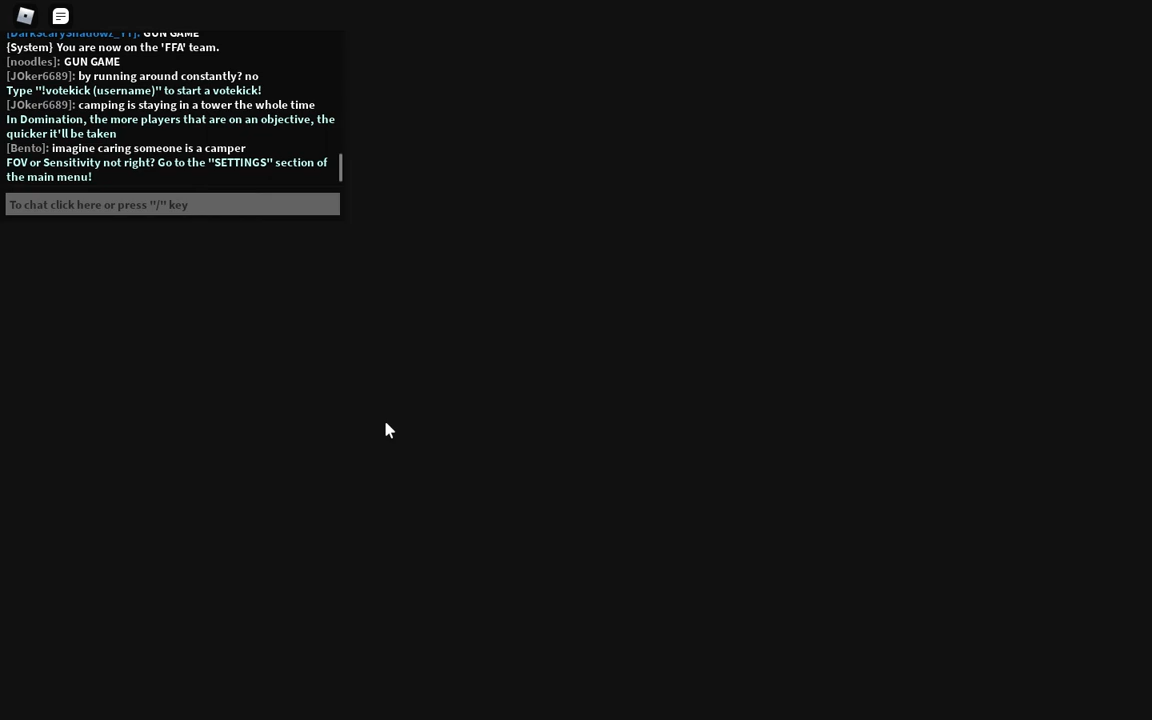 [DarkScaryShadowz_YT]: GUN GAME
{System} You are now on the 'FFA' team.
[noodles]: GUN GAME
[JOker6689]: by running around constantly? no
Type "!votekick (username)" to start a votekick!
[JOker6689]: camping is staying in a tower the whole time
In Domination, the more players that are on an objective, the
quicker it'll be taken
[Bento]: imagine caring someone is a camper
FOV or Sensitivity not right? Go to the "SETTINGS" section of
the main menu!
To chat click here or press "/" key